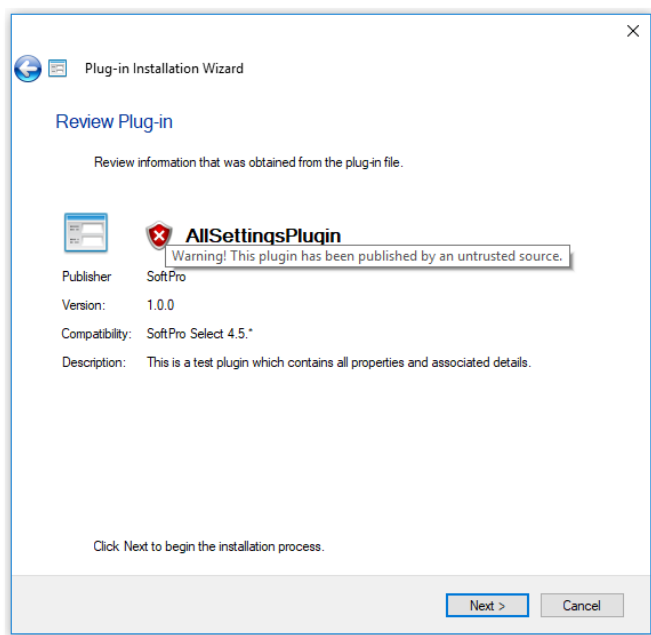 Plug-in Installation Wizard
Review Plug-in
Review information that was obtained from the plug-in file.
AllSettingsPlugin
Warning! This plugin has been published by an untrusted source.
Publisher SoftPro
Version: 1.0.0
Compatibility: SoftPro Select 4.5.*
Description: This is a test plugin which contains all properties and associated details.
Click Next to begin the installation process.
Next > Cancel